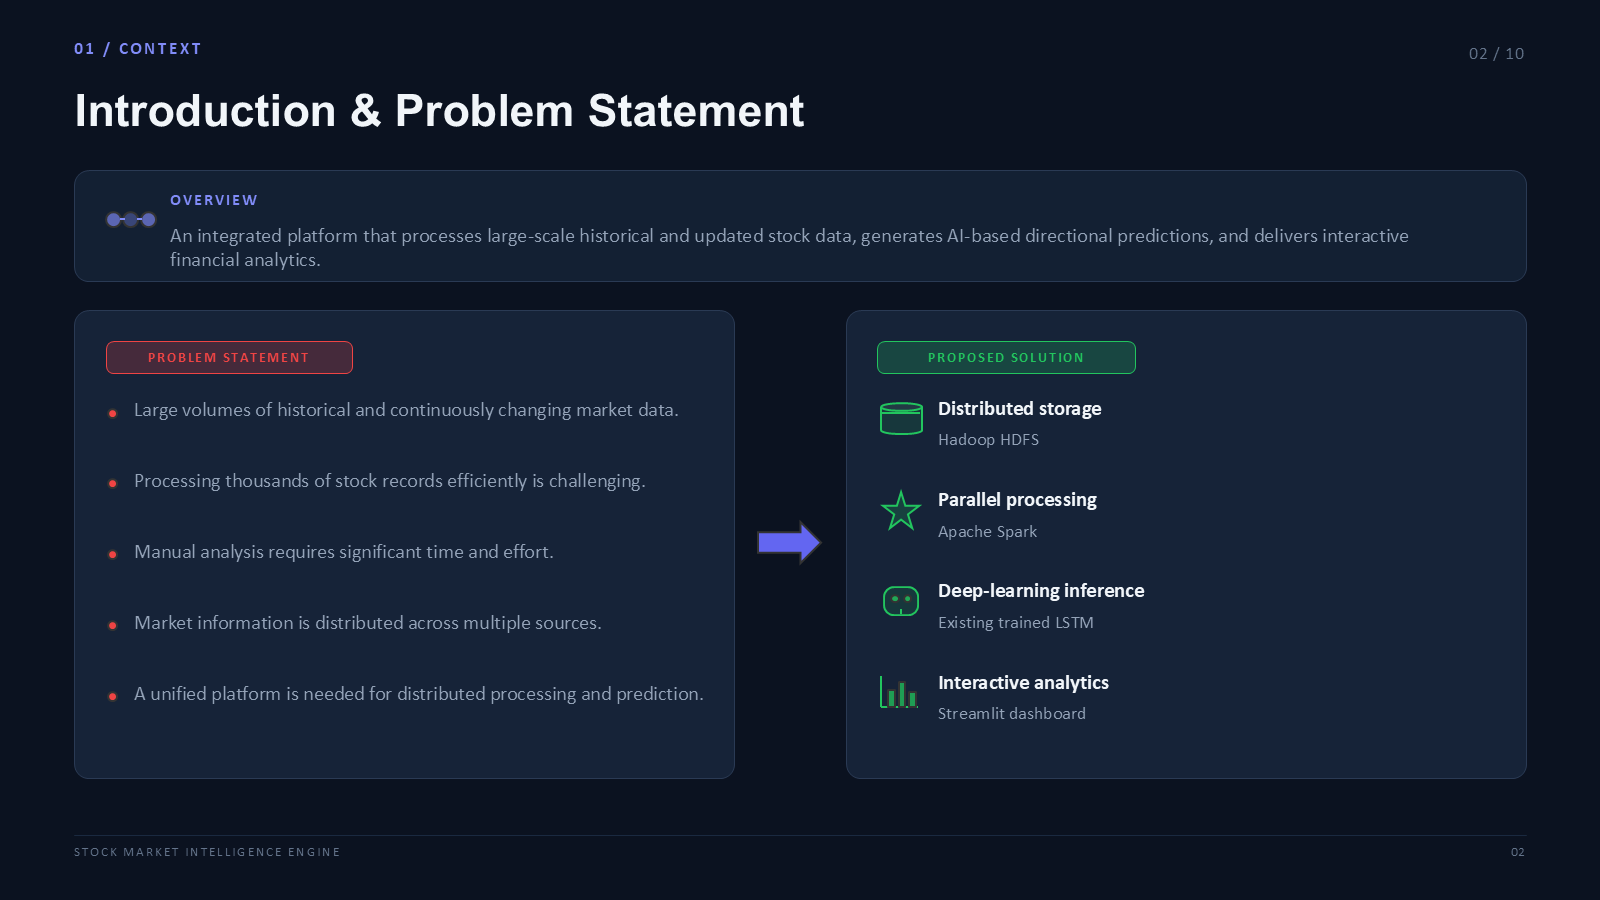 01 / CONTEXT
02 / 10
Introduction & Problem Statement
OVERVIEW
An integrated platform that processes large-scale historical and updated stock data, generates AI-based directional predictions, and delivers interactive
financial analytics.
PROBLEM STATEMENT
Large volumes of historical and continuously changing market data.
Processing thousands of stock records efficiently is challenging.
Manual analysis requires significant time and effort.
Market information is distributed across multiple sources.
A unified platform is needed for distributed processing and prediction.
PROPOSED SOLUTION
Distributed storage
Hadoop HDFS
Parallel processing
Apache Spark
Deep-learning inference
Existing trained LSTM
Interactive analytics
Streamlit dashboard
STOCK MARKET INTELLIGENCE ENGINE
02